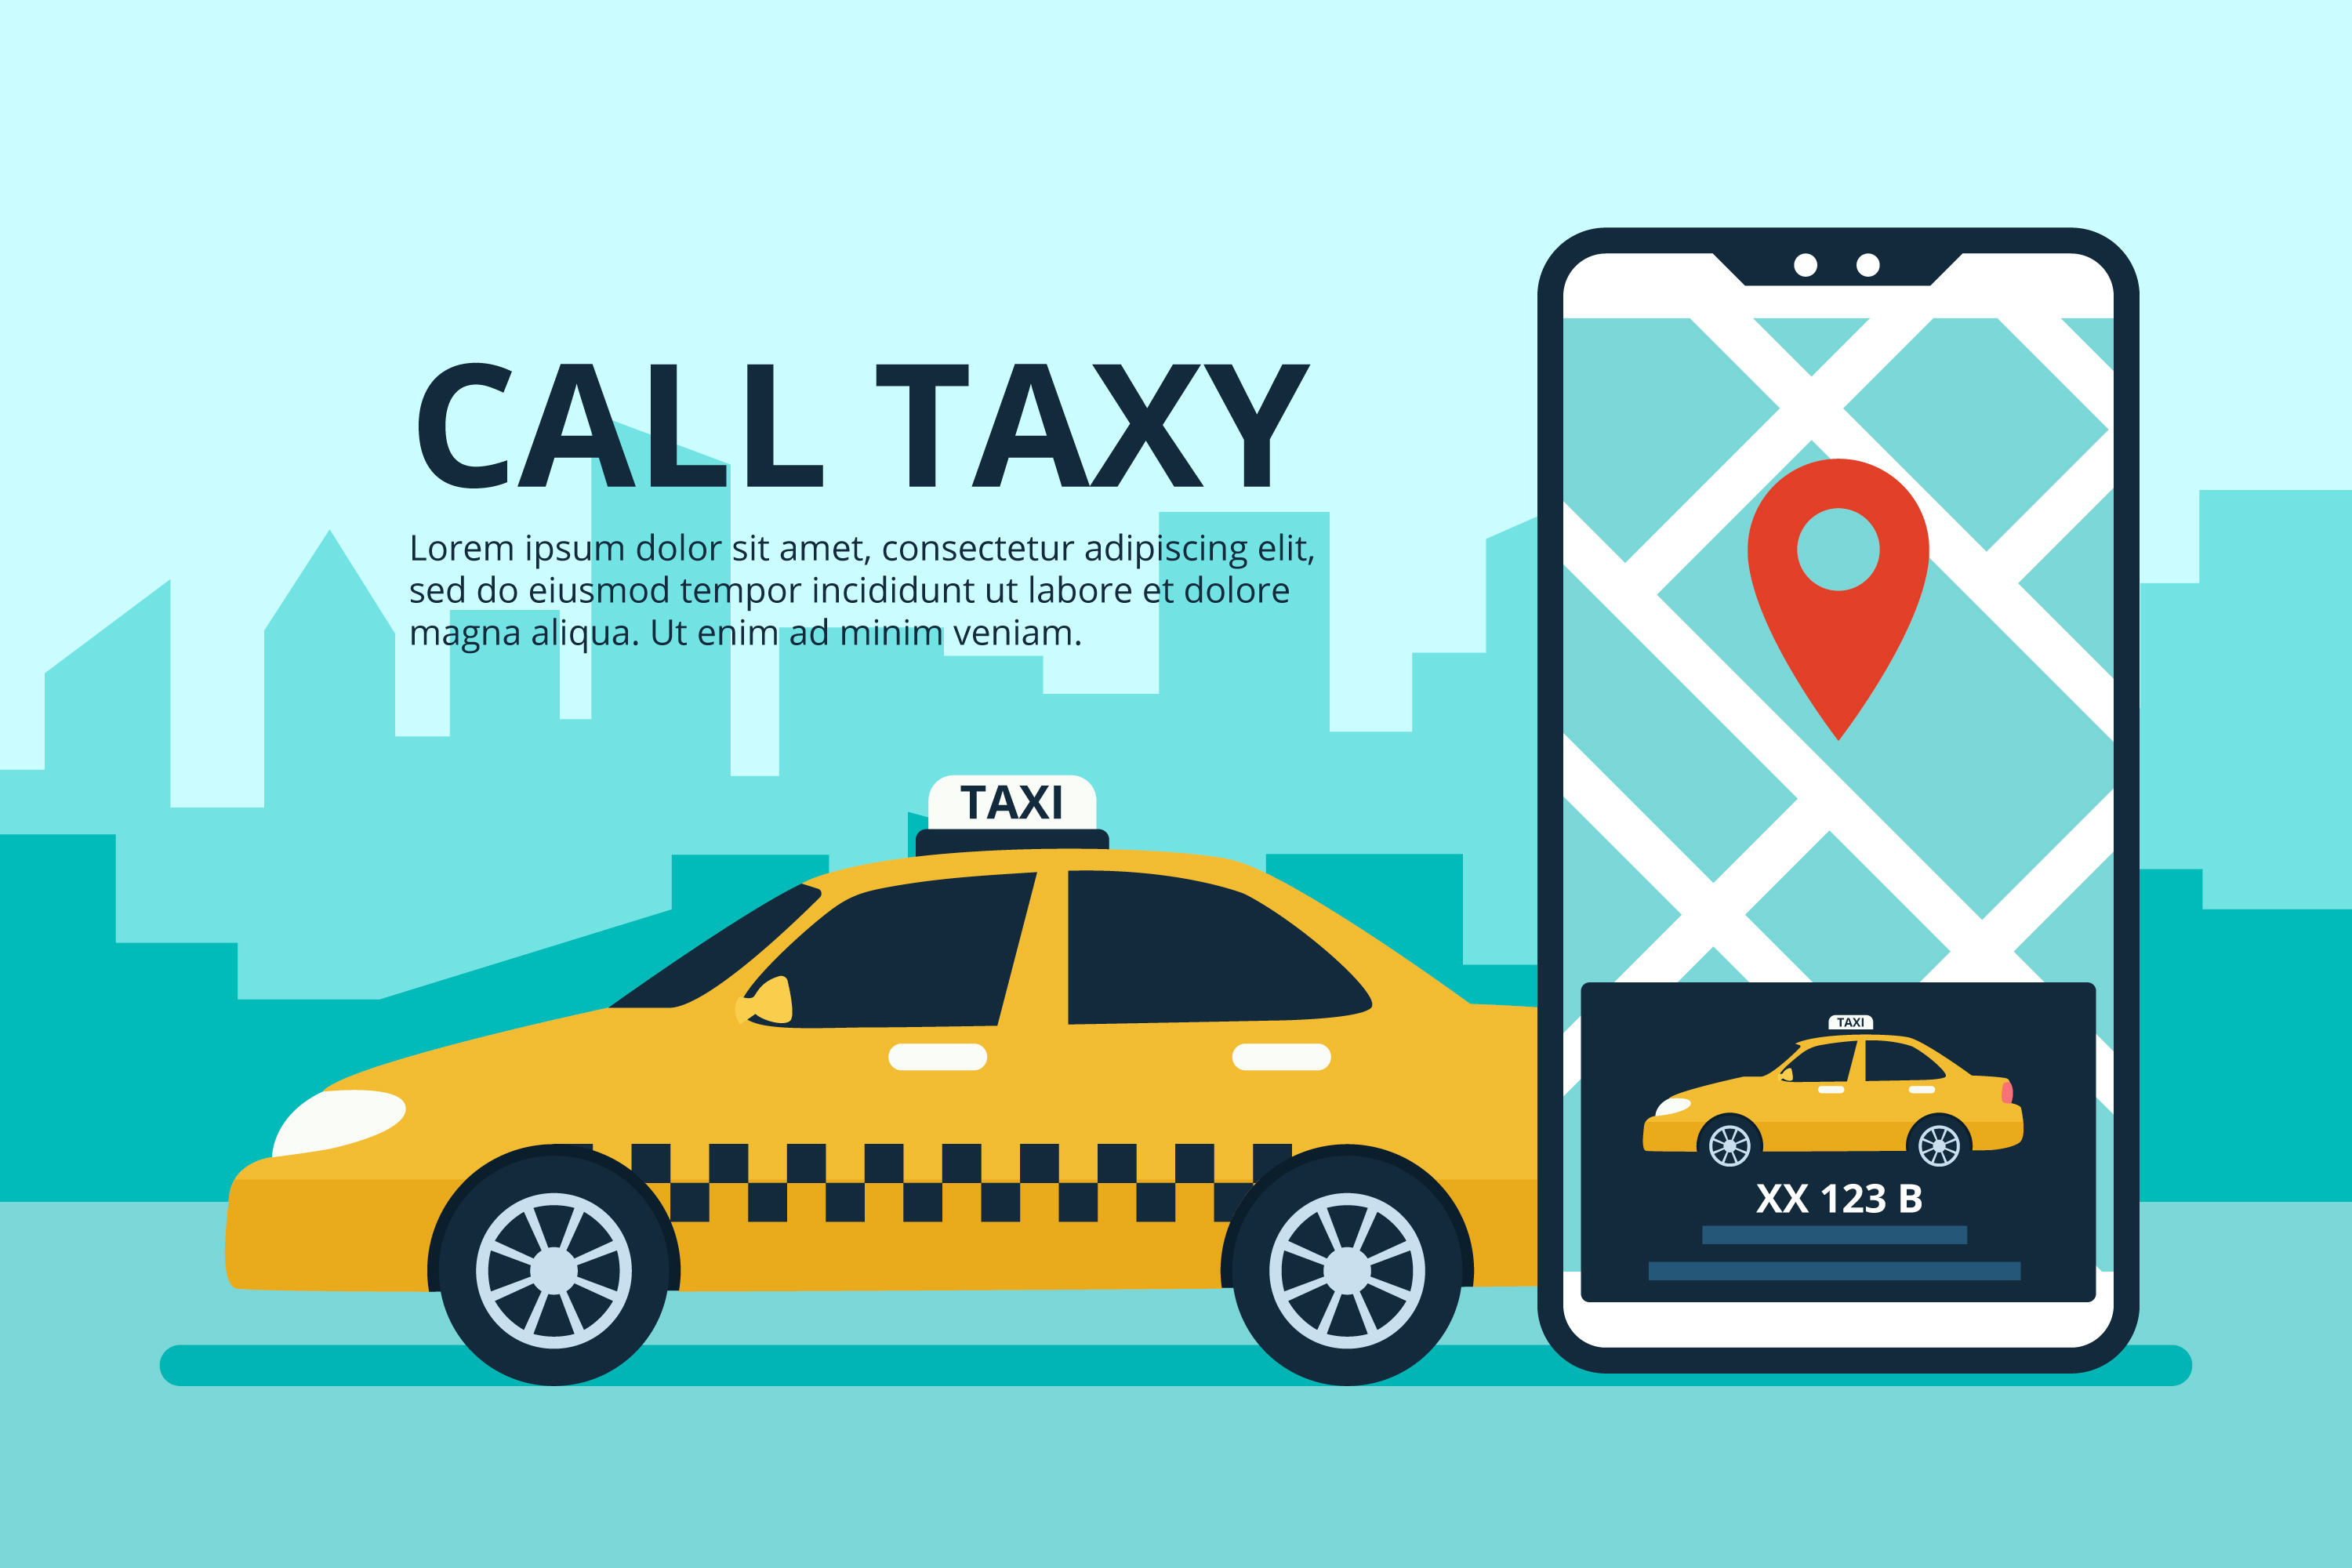 CALL TAXY
Lorem ipsum dolor sit amet, consectetur adipiscing elit,
sed do eiusmod tempor incididunt ut labore et dolore
magna aliqua. Ut enim ad minim veniam.
TAXI
TAXI
XX 123 B